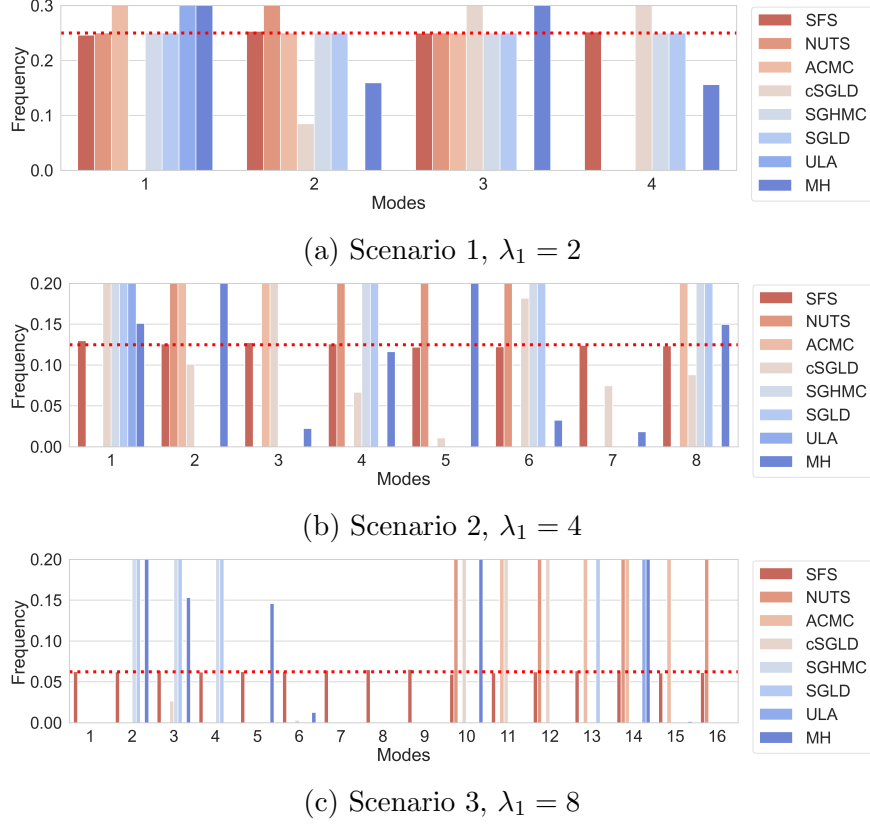 0.3
0.2
0.1
0.0
Frequency
1 2 3 4
Modes
SFS
NUTS
ACMC
cSGLD
SGHMC
SGLD
ULA
MH
(a) Scenario 1, λ₁ = 2
0.20
0.15
0.10
0.05
0.00
Frequency
1 2 3 4 5 6 7 8
Modes
SFS
NUTS
ACMC
cSGLD
SGHMC
SGLD
ULA
MH
(b) Scenario 2, λ₁ = 4
0.20
0.15
0.10
0.05
0.00
Frequency
1 2 3 4 5 6 7 8 9 10 11 12 13 14 15 16
Modes
SFS
NUTS
ACMC
cSGLD
SGHMC
SGLD
ULA
MH
(c) Scenario 3, λ₁ = 8